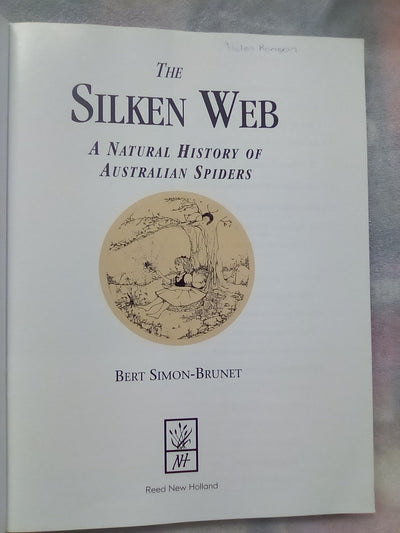 THE
SILKEN WEB
A NATURAL HISTORY OF
AUSTRALIAN SPIDERS
BERT SIMON-BRUNET
NH
Reed New Holland